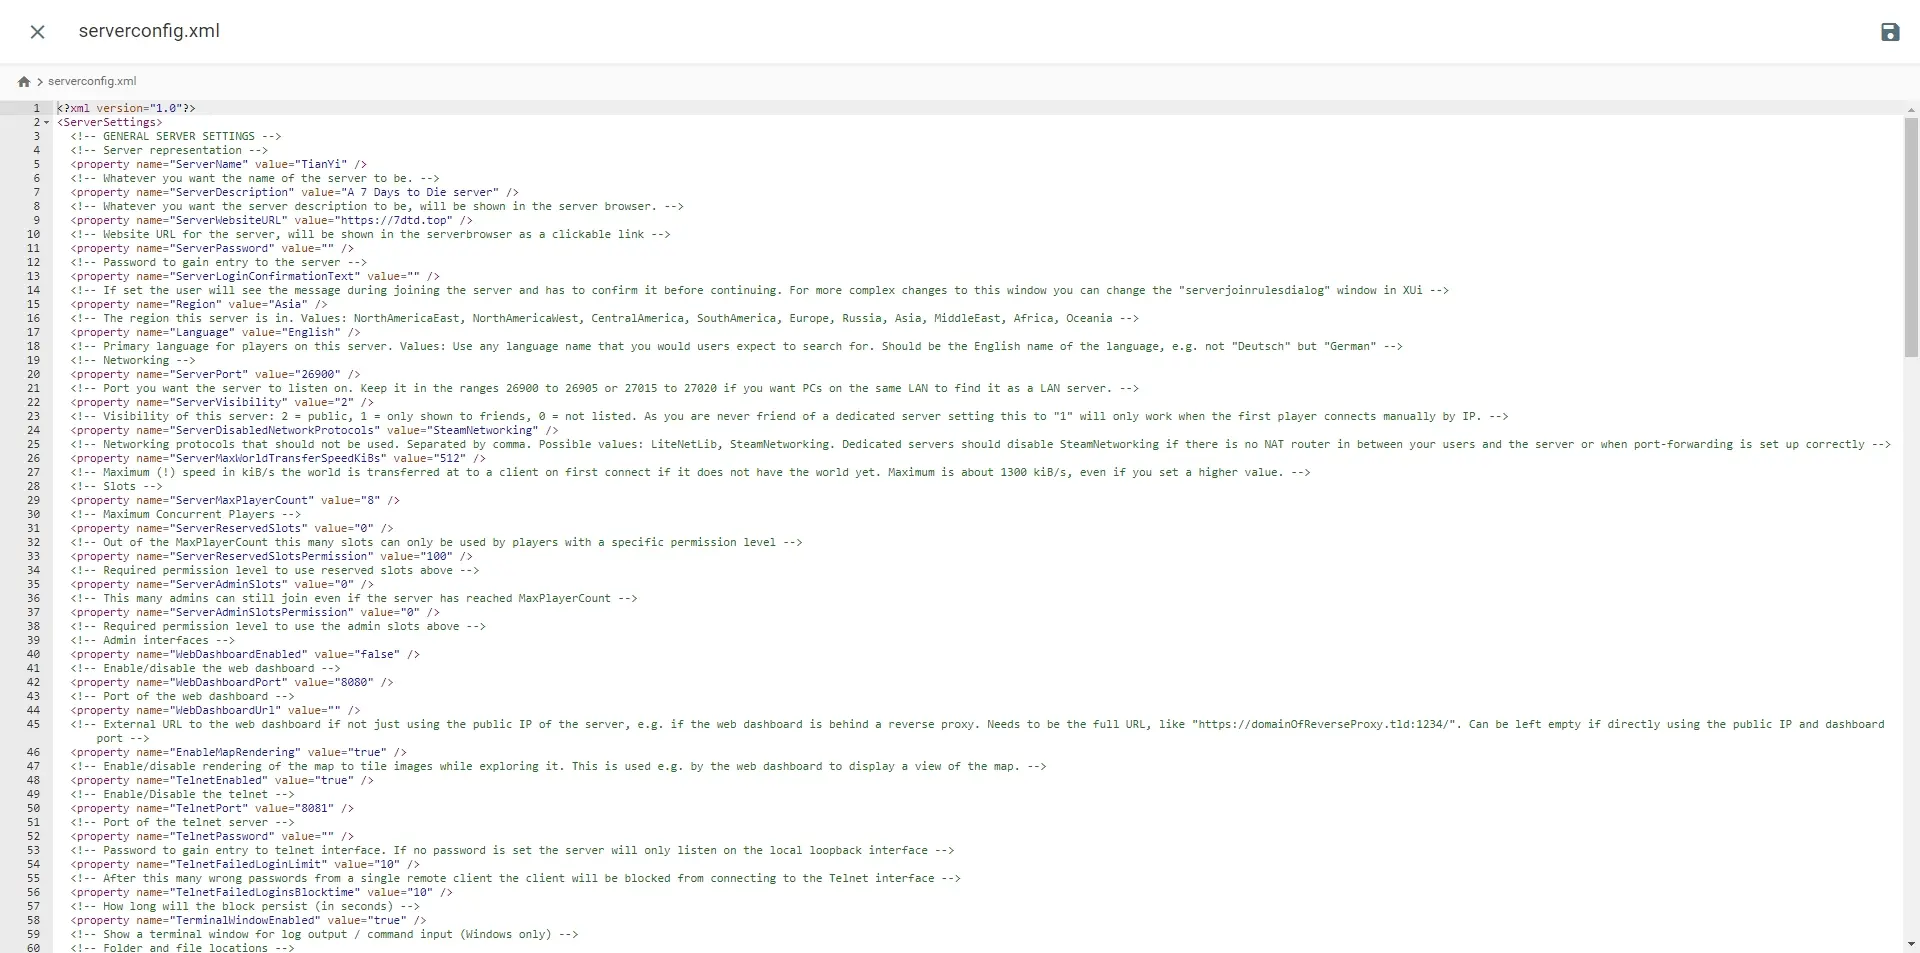 serverconfig.xml
serverconfig.xml
1 <?xml version="1.0"?>
2 <ServerSettings>
3 <!-- GENERAL SERVER SETTINGS -->
4 <!-- Server representation -->
5 <property name="ServerName" value="TianYi" />
6 <!-- Whatever you want the name of the server to be. -->
7 <property name="ServerDescription" value="A 7 Days to Die server" />
8 <!-- Whatever you want the server description to be, will be shown in the server browser. -->
9 <property name="ServerWebsiteURL" value="https://7dtd.top" />
10 <!-- Website URL for the server, will be shown in the serverbrowser as a clickable link -->
11 <property name="ServerPassword" value="" />
12 <!-- Password to gain entry to the server -->
13 <property name="ServerLoginConfirmationText" value="" />
14 <!-- If set the user will see the message during joining the server and has to confirm it before continuing. For more complex changes to this window you can change the "serverjoinrulesdialog" window in XUi -->
15 <property name="Region" value="Asia" />
16 <!-- The region this server is in. Values: NorthAmericaEast, NorthAmericaWest, CentralAmerica, SouthAmerica, Europe, Russia, Asia, MiddleEast, Africa, Oceania -->
17 <property name="Language" value="English" />
18 <!-- Primary language for players on this server. Values: Use any language name that you would users expect to search for. Should be the English name of the language, e.g. not "Deutsch" but "German" -->
19 <!-- Networking -->
20 <property name="ServerPort" value="26900" />
21 <!-- Port you want the server to listen on. Keep it in the ranges 26900 to 26905 or 27015 to 27020 if you want PCs on the same LAN to find it as a LAN server. -->
22 <property name="ServerVisibility" value="2" />
23 <!-- Visibility of this server: 2 = public, 1 = only shown to friends, 0 = not listed. As you are never friend of a dedicated server setting this to "1" will only work when the first player connects manually by IP. -->
24 <property name="ServerDisabledNetworkProtocols" value="SteamNetworking" />
25 <!-- Networking protocols that should not be used. Separated by comma. Possible values: LiteNetLib, SteamNetworking. Dedicated servers should disable SteamNetworking if there is no NAT router in between your users and the server or when port-forwarding is set up correctly -->
26 <property name="ServerMaxWorldTransferSpeedKiBs" value="512" />
27 <!-- Maximum (!) speed in kiB/s the world is transferred at to a client on first connect if it does not have the world yet. Maximum is about 1300 kiB/s, even if you set a higher value. -->
28 <!-- Slots -->
29 <property name="ServerMaxPlayerCount" value="8" />
30 <!-- Maximum Concurrent Players -->
31 <property name="ServerReservedSlots" value="0" />
32 <!-- Out of the MaxPlayerCount this many slots can only be used by players with a specific permission level -->
33 <property name="ServerReservedSlotsPermission" value="100" />
34 <!-- Required permission level to use reserved slots above -->
35 <property name="ServerAdminSlots" value="0" />
36 <!-- This many admins can still join even if the server has reached MaxPlayerCount -->
37 <property name="ServerAdminSlotsPermission" value="0" />
38 <!-- Required permission level to use the admin slots above -->
39 <!-- Admin interfaces -->
40 <property name="WebDashboardEnabled" value="false" />
41 <!-- Enable/disable the web dashboard -->
42 <property name="WebDashboardPort" value="8080" />
43 <!-- Port of the web dashboard -->
44 <property name="WebDashboardUrl" value="" />
45 <!-- External URL to the web dashboard if not just using the public IP of the server, e.g. if the web dashboard is behind a reverse proxy. Needs to be the full URL, like "https://domainOfReverseProxy.tld:1234/". Can be left empty if directly using the public IP and dashboard
port -->
46 <property name="EnableMapRendering" value="true" />
47 <!-- Enable/disable rendering of the map to tile images while exploring it. This is used e.g. by the web dashboard to display a view of the map. -->
48 <property name="TelnetEnabled" value="true" />
49 <!-- Enable/Disable the telnet -->
50 <property name="TelnetPort" value="8081" />
51 <!-- Port of the telnet server -->
52 <property name="TelnetPassword" value="" />
53 <!-- Password to gain entry to telnet interface. If no password is set the server will only listen on the local loopback interface -->
54 <property name="TelnetFailedLoginLimit" value="10" />
55 <!-- After this many wrong passwords from a single remote client the client will be blocked from connecting to the Telnet interface -->
56 <property name="TelnetFailedLoginsBlocktime" value="10" />
57 <!-- How long will the block persist (in seconds) -->
58 <property name="TerminalWindowEnabled" value="true" />
59 <!-- Show a terminal window for log output / command input (Windows only) -->
60 <!-- Folder and file locations -->